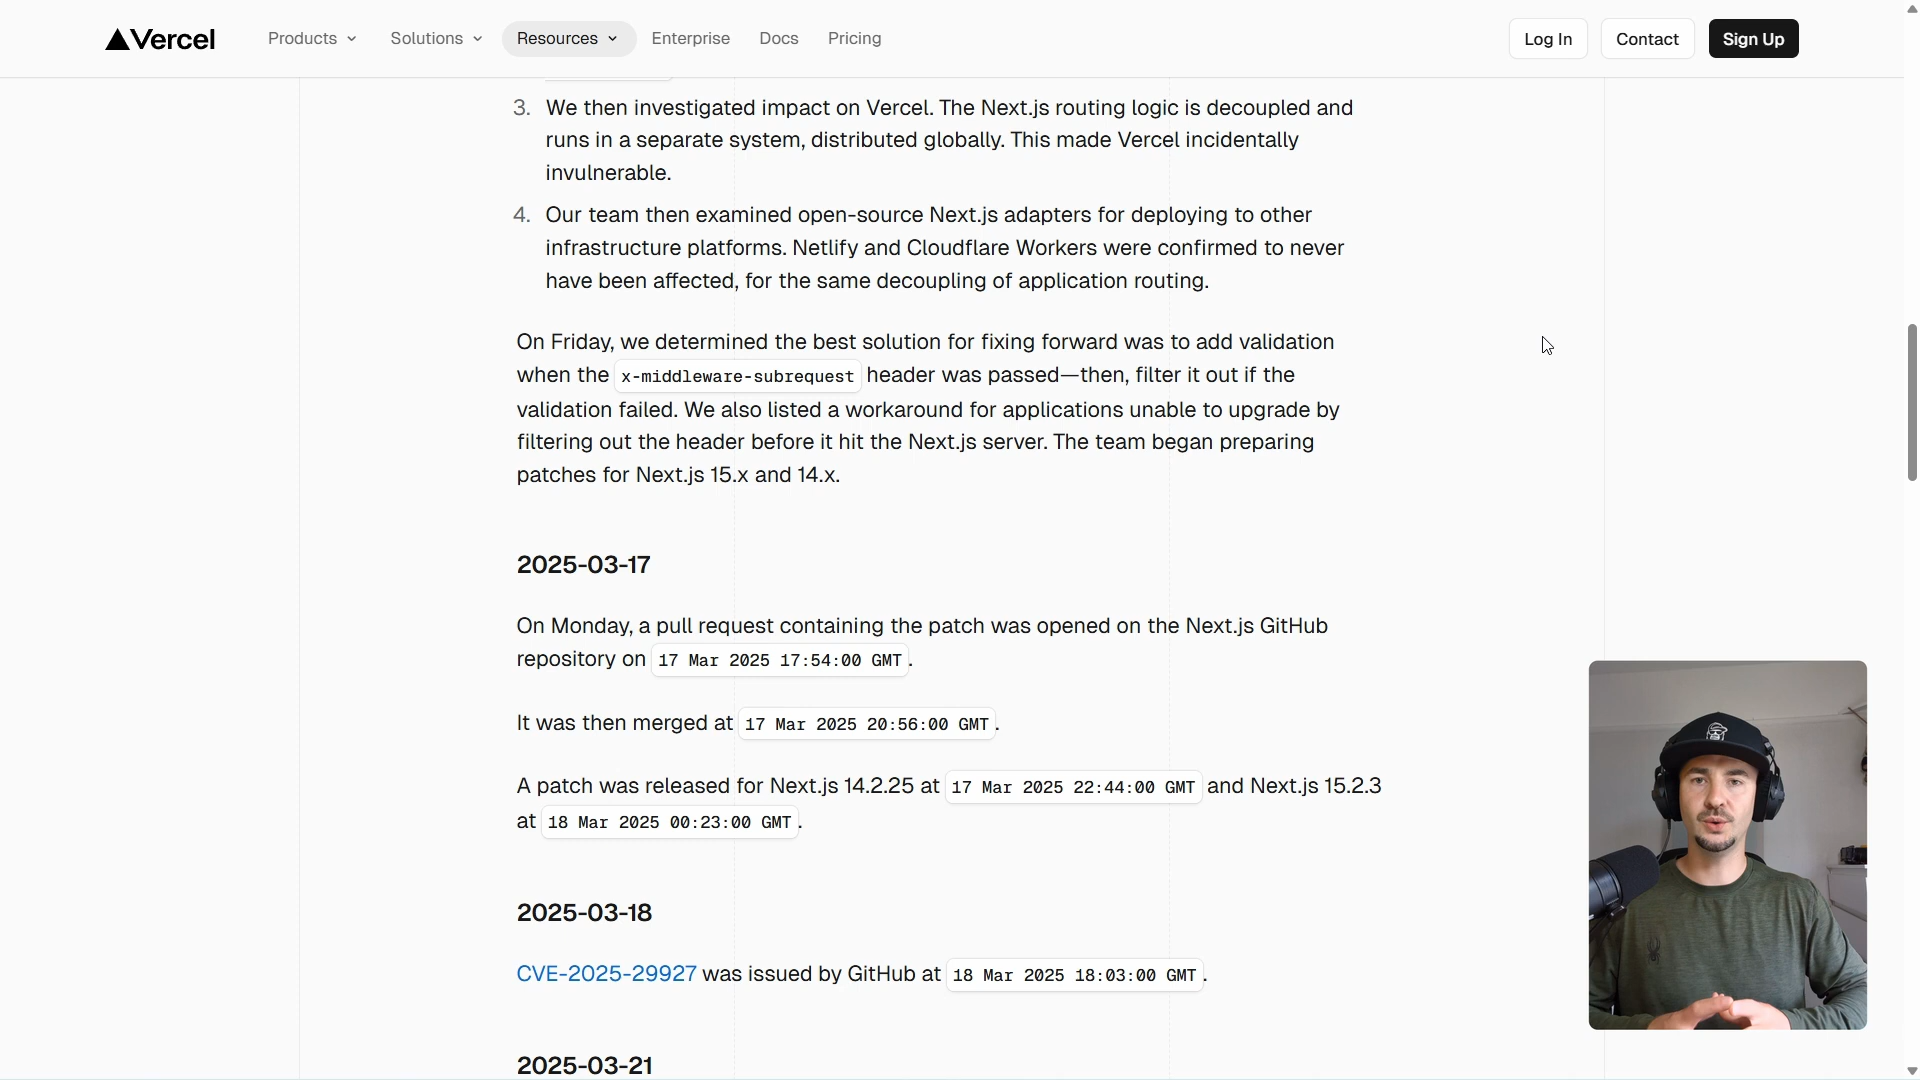 Vercel
Products
Solutions
Resources
Enterprise
Docs
Pricing
Log In
Contact
Sign Up
3. We then investigated impact on Vercel. The Next.js routing logic is decoupled and
runs in a separate system, distributed globally. This made Vercel incidentally
invulnerable.
4. Our team then examined open-source Next.js adapters for deploying to other
infrastructure platforms. Netlify and Cloudflare Workers were confirmed to never
have been affected, for the same decoupling of application routing.
On Friday, we determined the best solution for fixing forward was to add validation
when the x-middleware-subrequest header was passed—then, filter it out if the
validation failed. We also listed a workaround for applications unable to upgrade by
filtering out the header before it hit the Next.js server. The team began preparing
patches for Next.js 15.x and 14.x.
2025-03-17
On Monday, a pull request containing the patch was opened on the Next.js GitHub
repository on 17 Mar 2025 17:54:00 GMT.
It was then merged at 17 Mar 2025 20:56:00 GMT.
A patch was released for Next.js 14.2.25 at 17 Mar 2025 22:44:00 GMT and Next.js 15.2.3
at 18 Mar 2025 00:23:00 GMT.
2025-03-18
CVE-2025-29927 was issued by GitHub at 18 Mar 2025 18:03:00 GMT.
2025-03-21